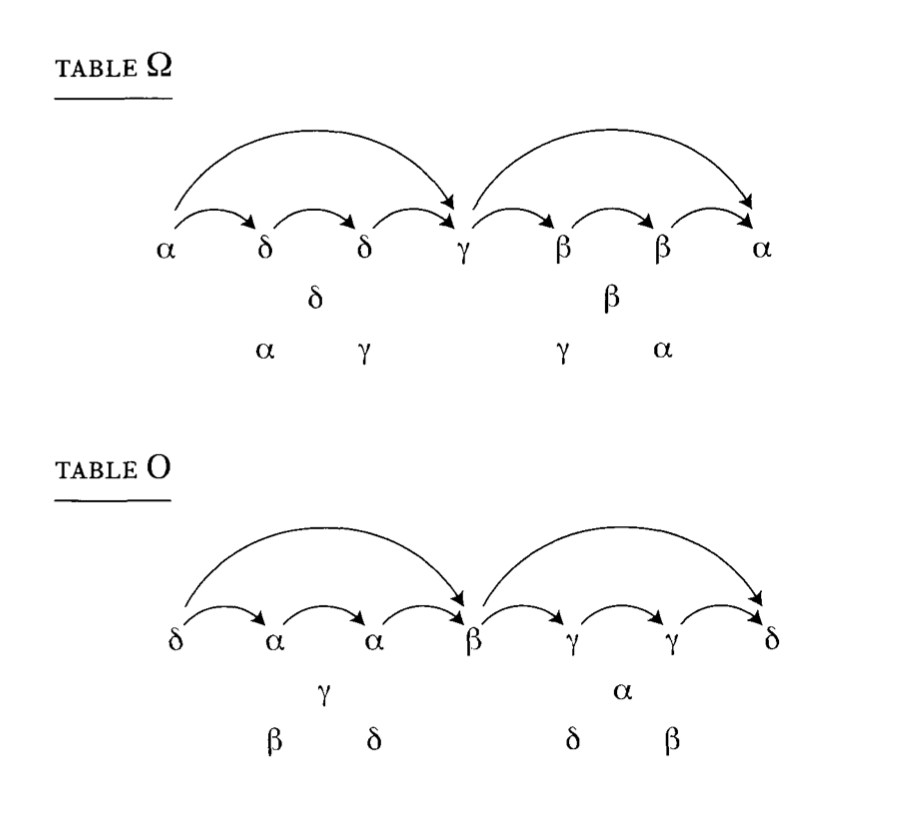 TABLE Ω
α δ δ γ β β α
δ β
α γ γ α
TABLE O
δ α α β γ γ δ
γ α
β δ δ β